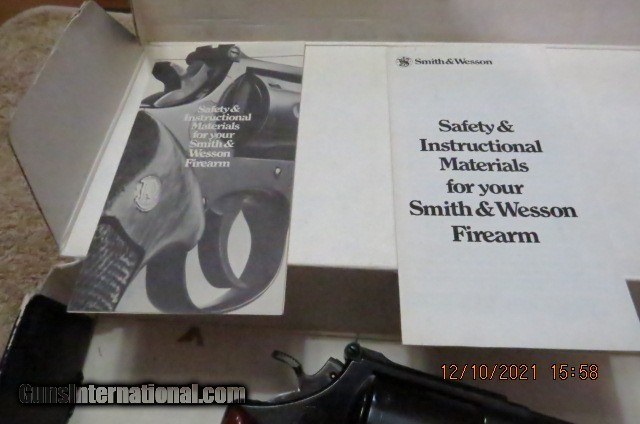 Safety &
Instructional
Materials
for your
Smith &
Wesson
Firearm
Smith & Wesson
Safety &
Instructional
Materials
for your
Smith & Wesson
Firearm
12/10/2021 15:58
GunsInternational.com